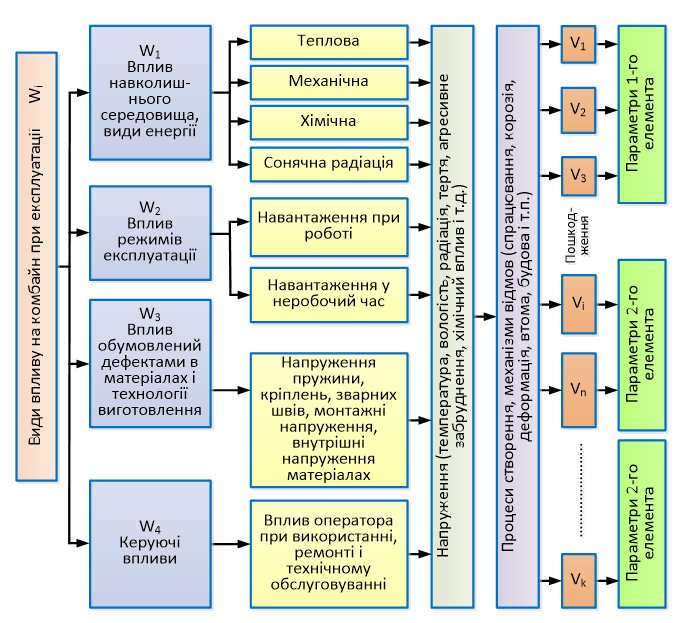 Види впливу на комбайн при експлуатації Wᵢ
W₁
Вплив
навколиш-
нього
середовища,
види енергії
W₂
Вплив
режимів
експлуатації
W₃
Вплив
обумовлений
дефектами в
матеріалах і
технології
виготовлення
W₄
Керуючі
впливи
Теплова
Механічна
Хімічна
Сонячна радіація
Навантаження при
роботі
Навантаження у
неробочий час
Напруження
пружини,
кріплень, зварних
швів, монтажні
напруження,
внутрішні
напруження
матеріалах
Вплив оператора
при використанні,
ремонті і
технічному
обслуговуванні
Напруження (температура, вологість, радіація, тертя, агресивне
забруднення, хімічний вплив і т.д.)
Процеси створення, механізми відмов (спрацювання, корозія,
деформація, втома, будова і т.п.)
V₁
V₂
V₃
Пошкод-
ження
Vᵢ
Vₙ
Vₖ
Параметри 1-го
елемента
Параметри 2-го
елемента
Параметри 2-го
елемента